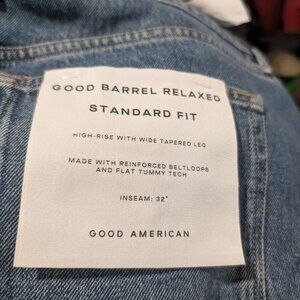 GOOD BARREL RELAXED
STANDARD FIT
HIGH-RISE WITH WIDE TAPERED LEG
MADE WITH REINFORCED BELTLOOPS
AND FLAT TUMMY TECH
INSEAM: 32"
GOOD AMERICAN